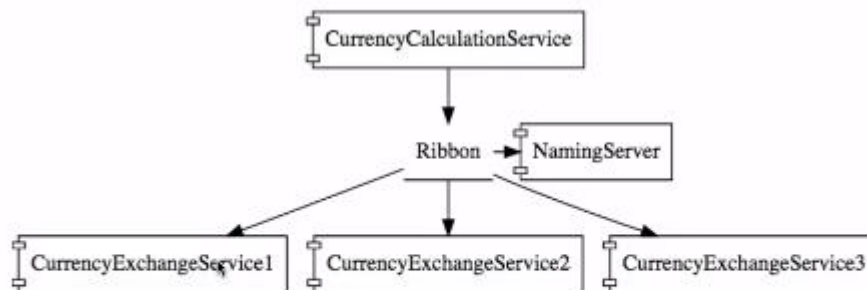 CurrencyCalculationService
Ribbon
NamingServer
CurrencyExchangeService1
CurrencyExchangeService2
CurrencyExchangeService3